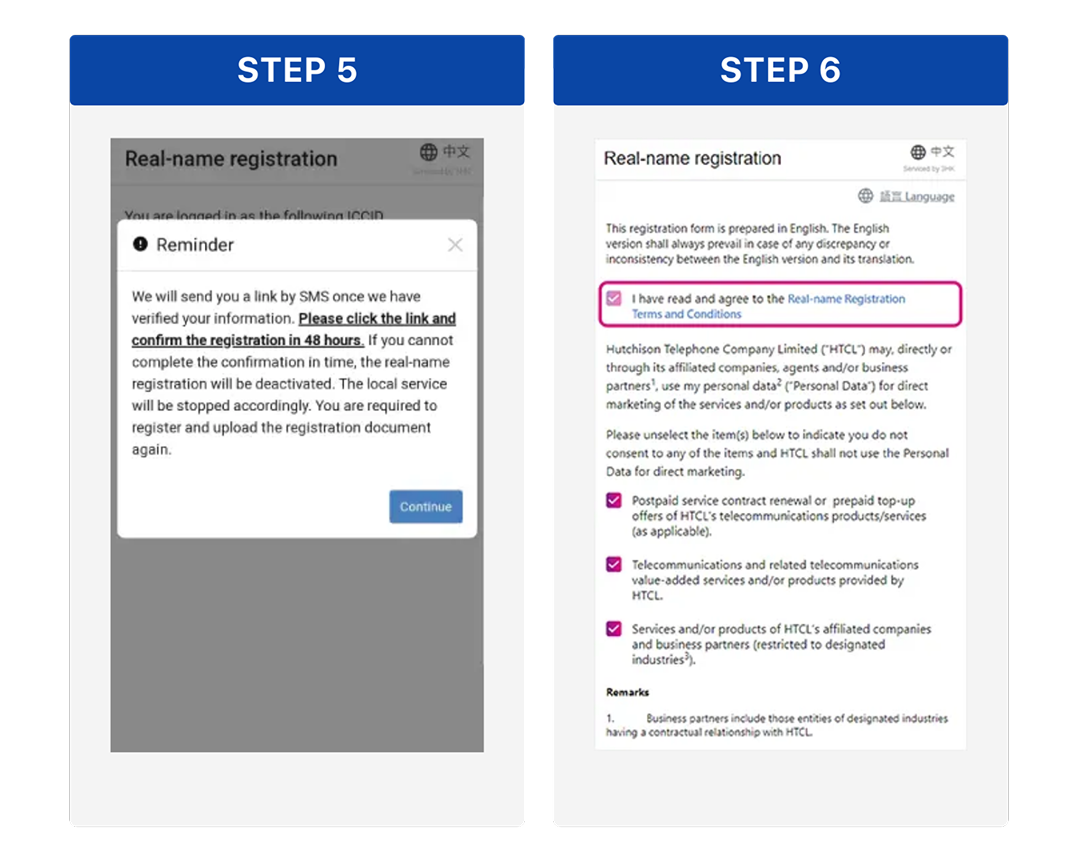 STEP 5
Real-name registration
中文
You are logged in as the following ICCID
Reminder
We will send you a link by SMS once we have
verified your information. Please click the link and
confirm the registration in 48 hours. If you cannot
complete the confirmation in time, the real-name
registration will be deactivated. The local service
will be stopped accordingly. You are required to
register and upload the registration document
again.
Continue
STEP 6
Real-name registration
中文
Serviced by 3HK
語言 Language
This registration form is prepared in English. The English
version shall always prevail in case of any discrepancy or
inconsistency between the English version and its translation.
I have read and agree to the Real-name Registration
Terms and Conditions
Hutchison Telephone Company Limited ("HTCL") may, directly or
through its affiliated companies, agents and/or business
partners¹, use my personal data² ("Personal Data") for direct
marketing of the services and/or products as set out below.
Please unselect the item(s) below to indicate you do not
consent to any of the items and HTCL shall not use the Personal
Data for direct marketing.
Postpaid service contract renewal or prepaid top-up
offers of HTCL's telecommunications products/services
(as applicable).
Telecommunications and related telecommunications
value-added services and/or products provided by
HTCL.
Services and/or products of HTCL's affiliated companies
and business partners (restricted to designated
industries³).
Remarks
1. Business partners include those entities of designated industries
having a contractual relationship with HTCL.